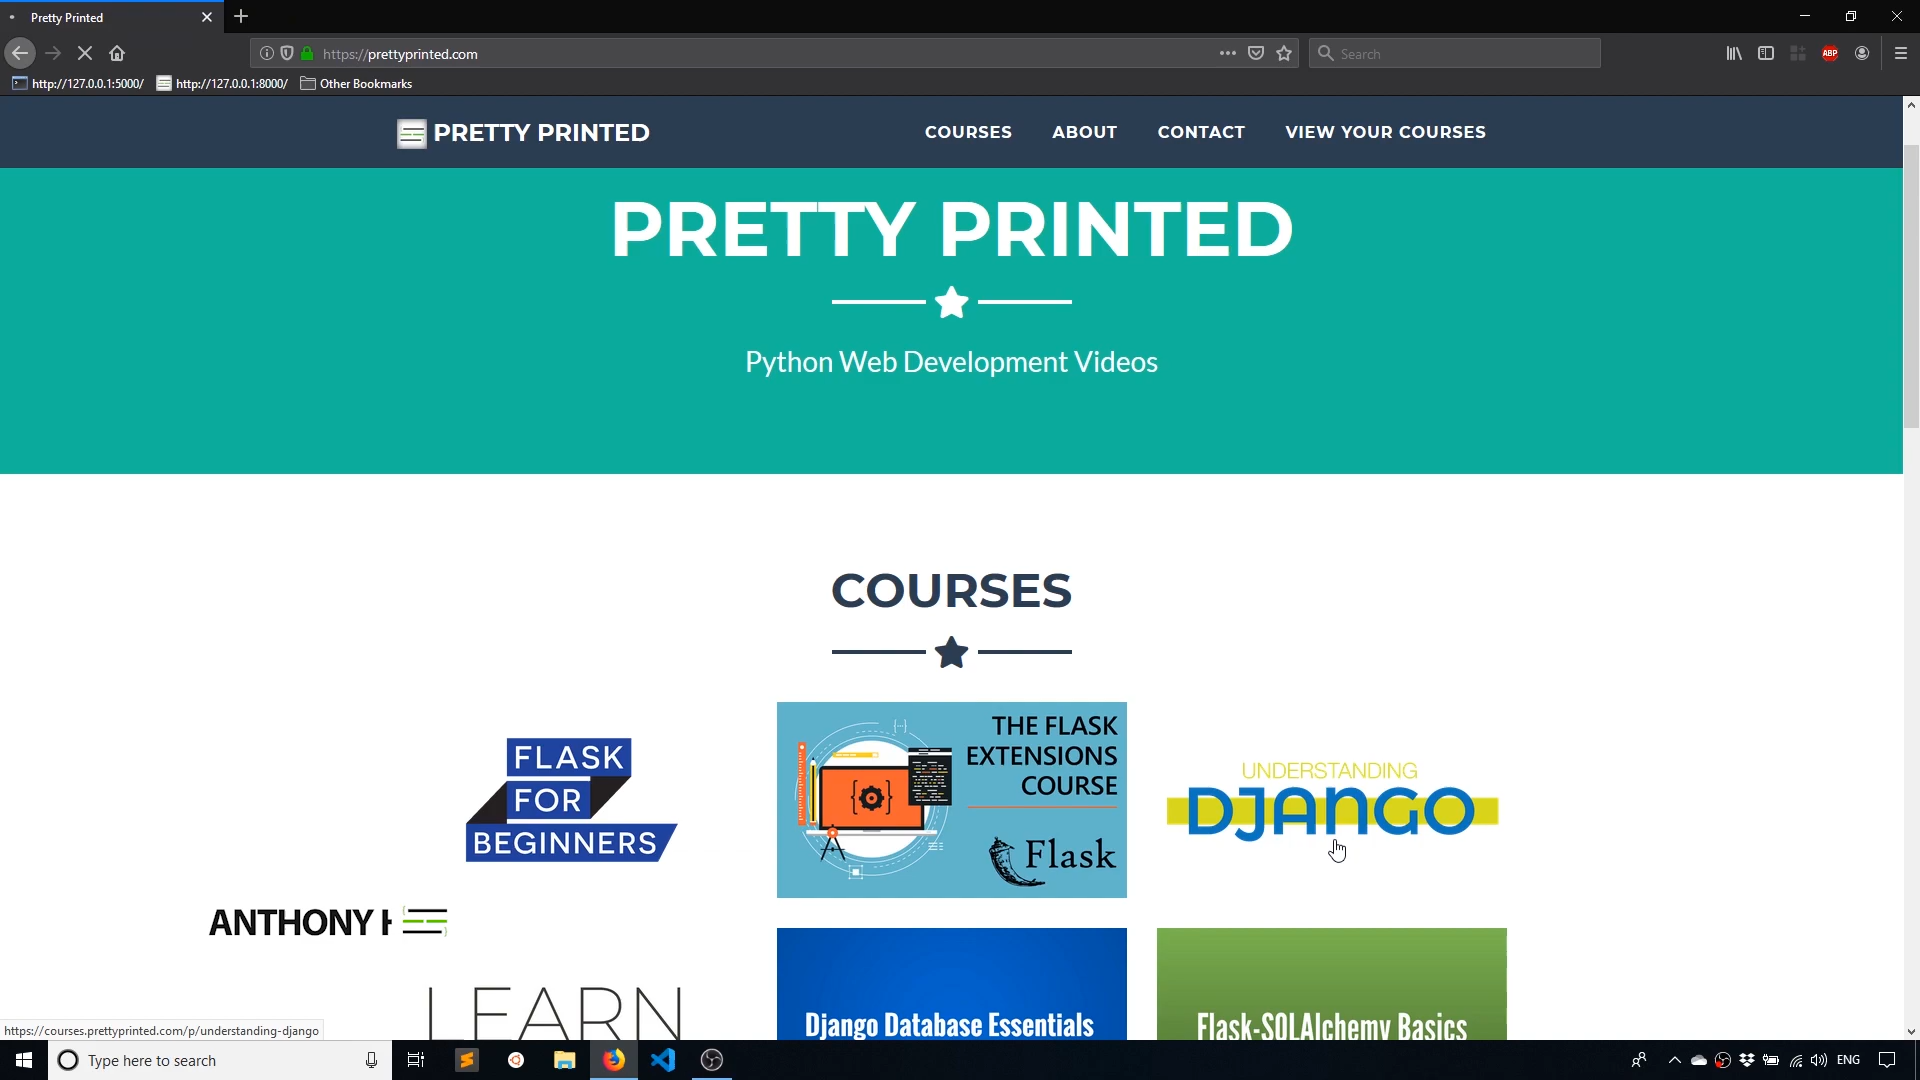 Pretty Printed
https://prettyprinted.com
Search
ABP
http://127.0.0.1:5000/
http://127.0.0.1:8000/
Other Bookmarks
PRETTY PRINTED
COURSES
ABOUT
CONTACT
VIEW YOUR COURSES
PRETTY PRINTED
Python Web Development Videos
COURSES
FLASK
FOR
BEGINNERS
THE FLASK
EXTENSIONS
COURSE
Flask
UNDERSTANDING
DJANGO
ANTHONY
LEARN
Django Database Essentials
Flask-SQLAlchemy Basics
https://courses.prettyprinted.com/p/understanding-django
Type here to search
ENG